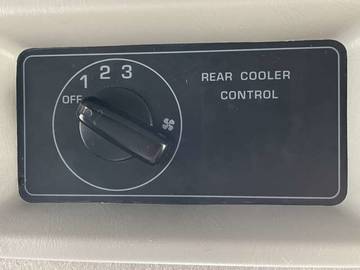 1 2 3
OFF
REAR COOLER
CONTROL